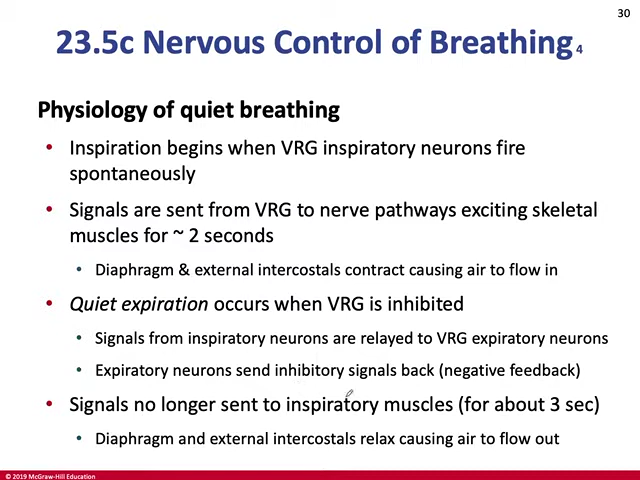 30
23.5c Nervous Control of Breathing 4
Physiology of quiet breathing
• Inspiration begins when VRG inspiratory neurons fire
spontaneously
• Signals are sent from VRG to nerve pathways exciting skeletal
muscles for ~ 2 seconds
• Diaphragm & external intercostals contract causing air to flow in
• Quiet expiration occurs when VRG is inhibited
• Signals from inspiratory neurons are relayed to VRG expiratory neurons
• Expiratory neurons send inhibitory signals back (negative feedback)
• Signals no longer sent to inspiratory muscles (for about 3 sec)
• Diaphragm and external intercostals relax causing air to flow out
© 2019 McGraw-Hill Education